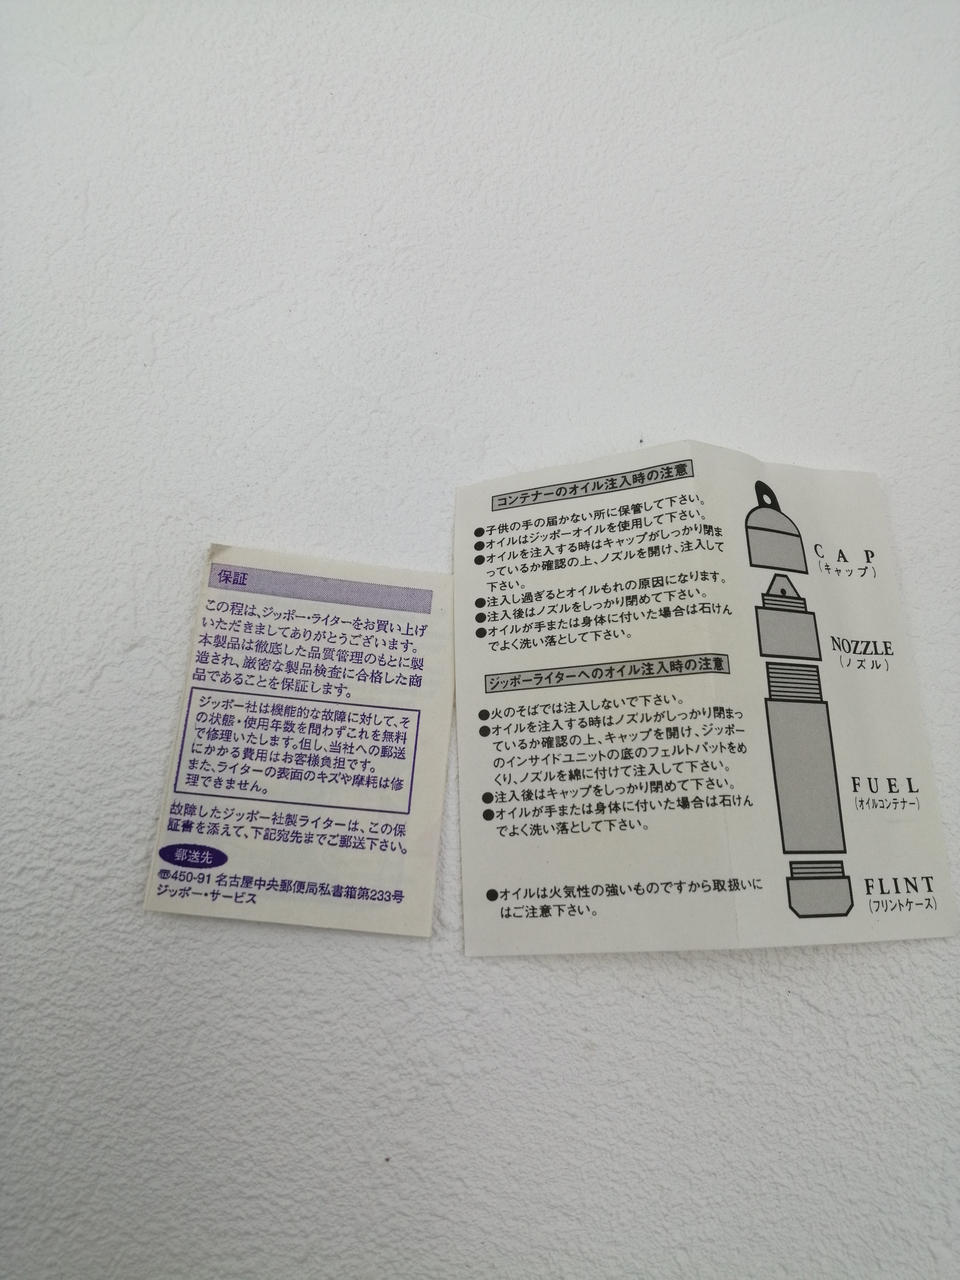 保証
この程は、ジッポー・ライターをお買い上げ
いただきましてありがとうございます。
本製品は徹底した品質管理のもとに製
造され、厳密な製品検査に合格した商
品であることを保証します。
ジッポー社は機能的な故障に対して、そ
の状態・使用年数を問わずこれを無料
で修理いたします。但し、当社への郵送
にかかる費用はお客様負担です。
また、ライターの表面のキズや摩耗は修
理できません。
故障したジッポー社製ライターは、この保
証書を添えて、下記宛先までご郵送下さい。
郵送先
〠450-91 名古屋中央郵便局私書箱第233号
ジッポー・サービス
コンテナーのオイル注入時の注意
●子供の手の届かない所に保管して下さい。
●オイルはジッポーオイルを使用して下さい。
●オイルを注入する時はキャップがしっかり閉ま
っているか確認の上、ノズルを開け、注入して
下さい。
●注入し過ぎるとオイルもれの原因になります。
●注入後はノズルをしっかり閉めて下さい。
●オイルが手または身体に付いた場合は石けん
でよく洗い落として下さい。
ジッポーライターへのオイル注入時の注意
●火のそばでは注入しないで下さい。
●オイルを注入する時はノズルがしっかり閉まっ
ているか確認の上、キャップを開け、ジッポー
のインサイドユニットの底のフェルトパットをめ
くり、ノズルを綿に付けて注入して下さい。
●注入後はキャップをしっかり閉めて下さい。
●オイルが手または身体に付いた場合は石けん
でよく洗い落として下さい。
●オイルは火気性の強いものですから取扱いに
はご注意下さい。
CAP
(キャップ)
NOZZLE
(ノズル)
FUEL
(オイルコンテナー)
FLINT
(フリントケース)